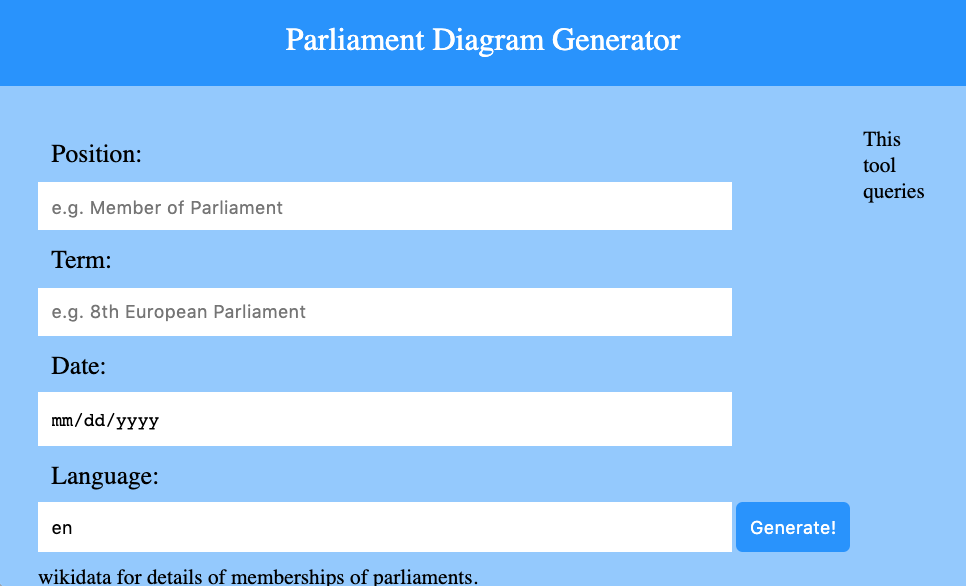 Parliament Diagram Generator
Position:
e.g. Member of Parliament
Term:
e.g. 8th European Parliament
Date:
mm/dd/yyyy
Language:
en
Generate!
This
tool
queries
wikidata for details of memberships of parliaments.